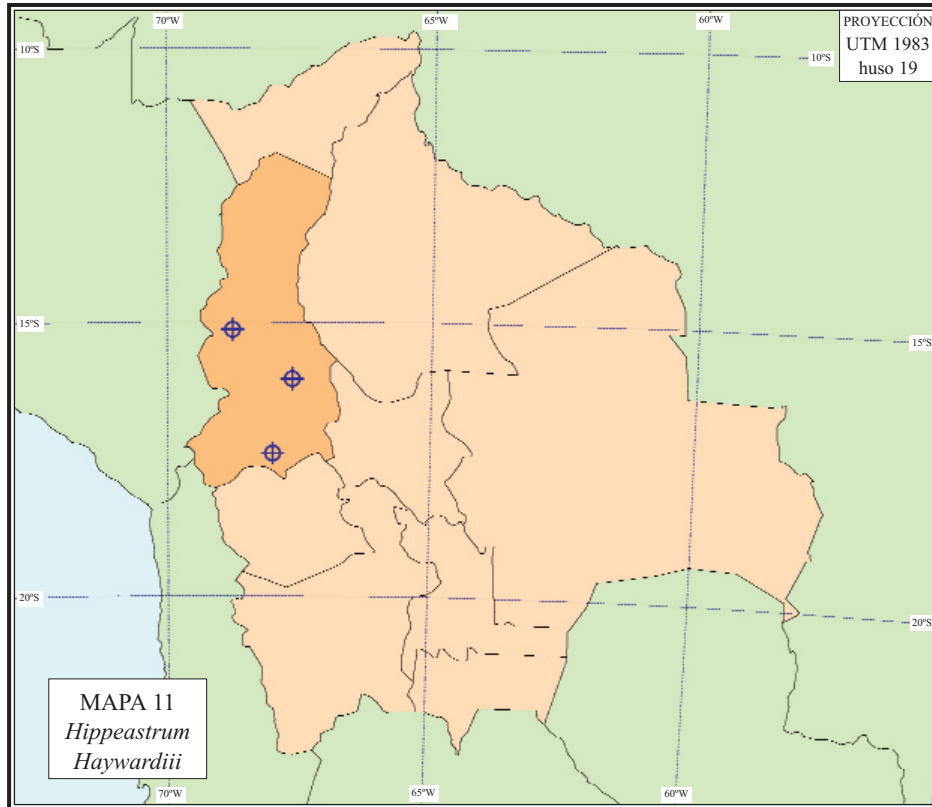 70ºW
65ºW
60ºW
PROYECCIÓN
UTM 1983
huso 19
10ºS
10ºS
15ºS
15ºS
20ºS
20ºS
MAPA 11
Hippeastrum
Haywardiii
70ºW
65ºW
60ºW